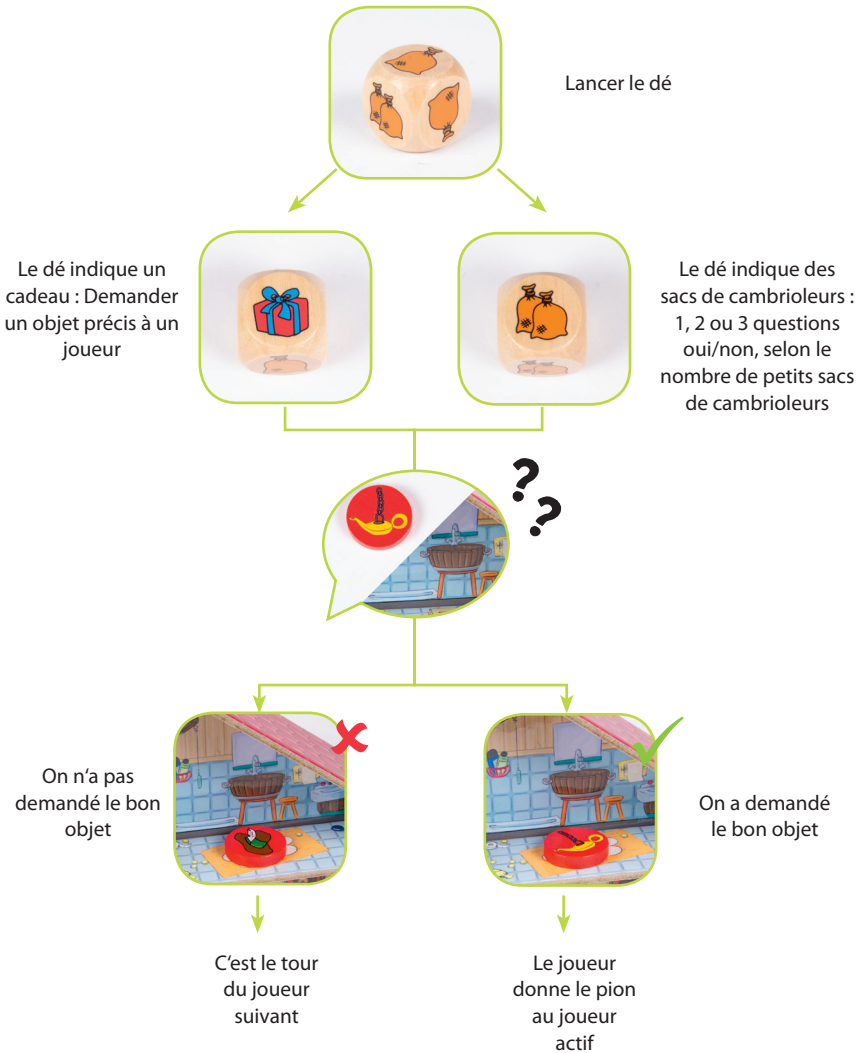 Lancer le dé
Le dé indique un
cadeau : Demander
un objet précis à un
joueur
Le dé indique des
sacs de cambrioleurs :
1, 2 ou 3 questions
oui/non, selon le
nombre de petits sacs
de cambrioleurs
??
On n‘a pas
demandé le bon
objet
On a demandé
le bon objet
C‘est le tour
du joueur
suivant
Le joueur
donne le pion
au joueur
actif